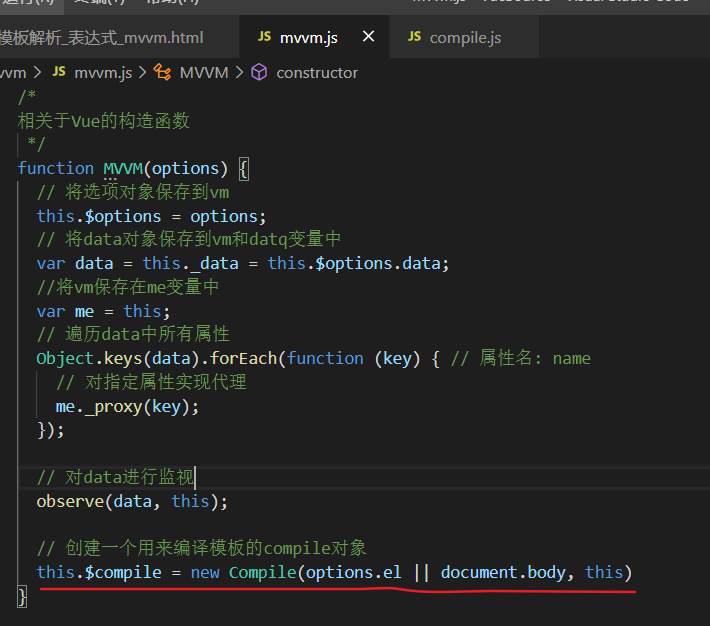 模板解析_表达式_mvvm.html JS mvvm.js × JS compile.js
vvm > JS mvvm.js > MVVM > constructor
/*
相关于Vue的构造函数
*/
function MVVM(options) {
// 将选项对象保存到vm
this.$options = options;
// 将data对象保存到vm和datq变量中
var data = this._data = this.$options.data;
//将vm保存在me变量中
var me = this;
// 遍历data中所有属性
Object.keys(data).forEach(function (key) { // 属性名: name
// 对指定属性实现代理
me._proxy(key);
});
// 对data进行监视
observe(data, this);
// 创建一个用来编译模板的compile对象
this.$compile = new Compile(options.el || document.body, this)
}